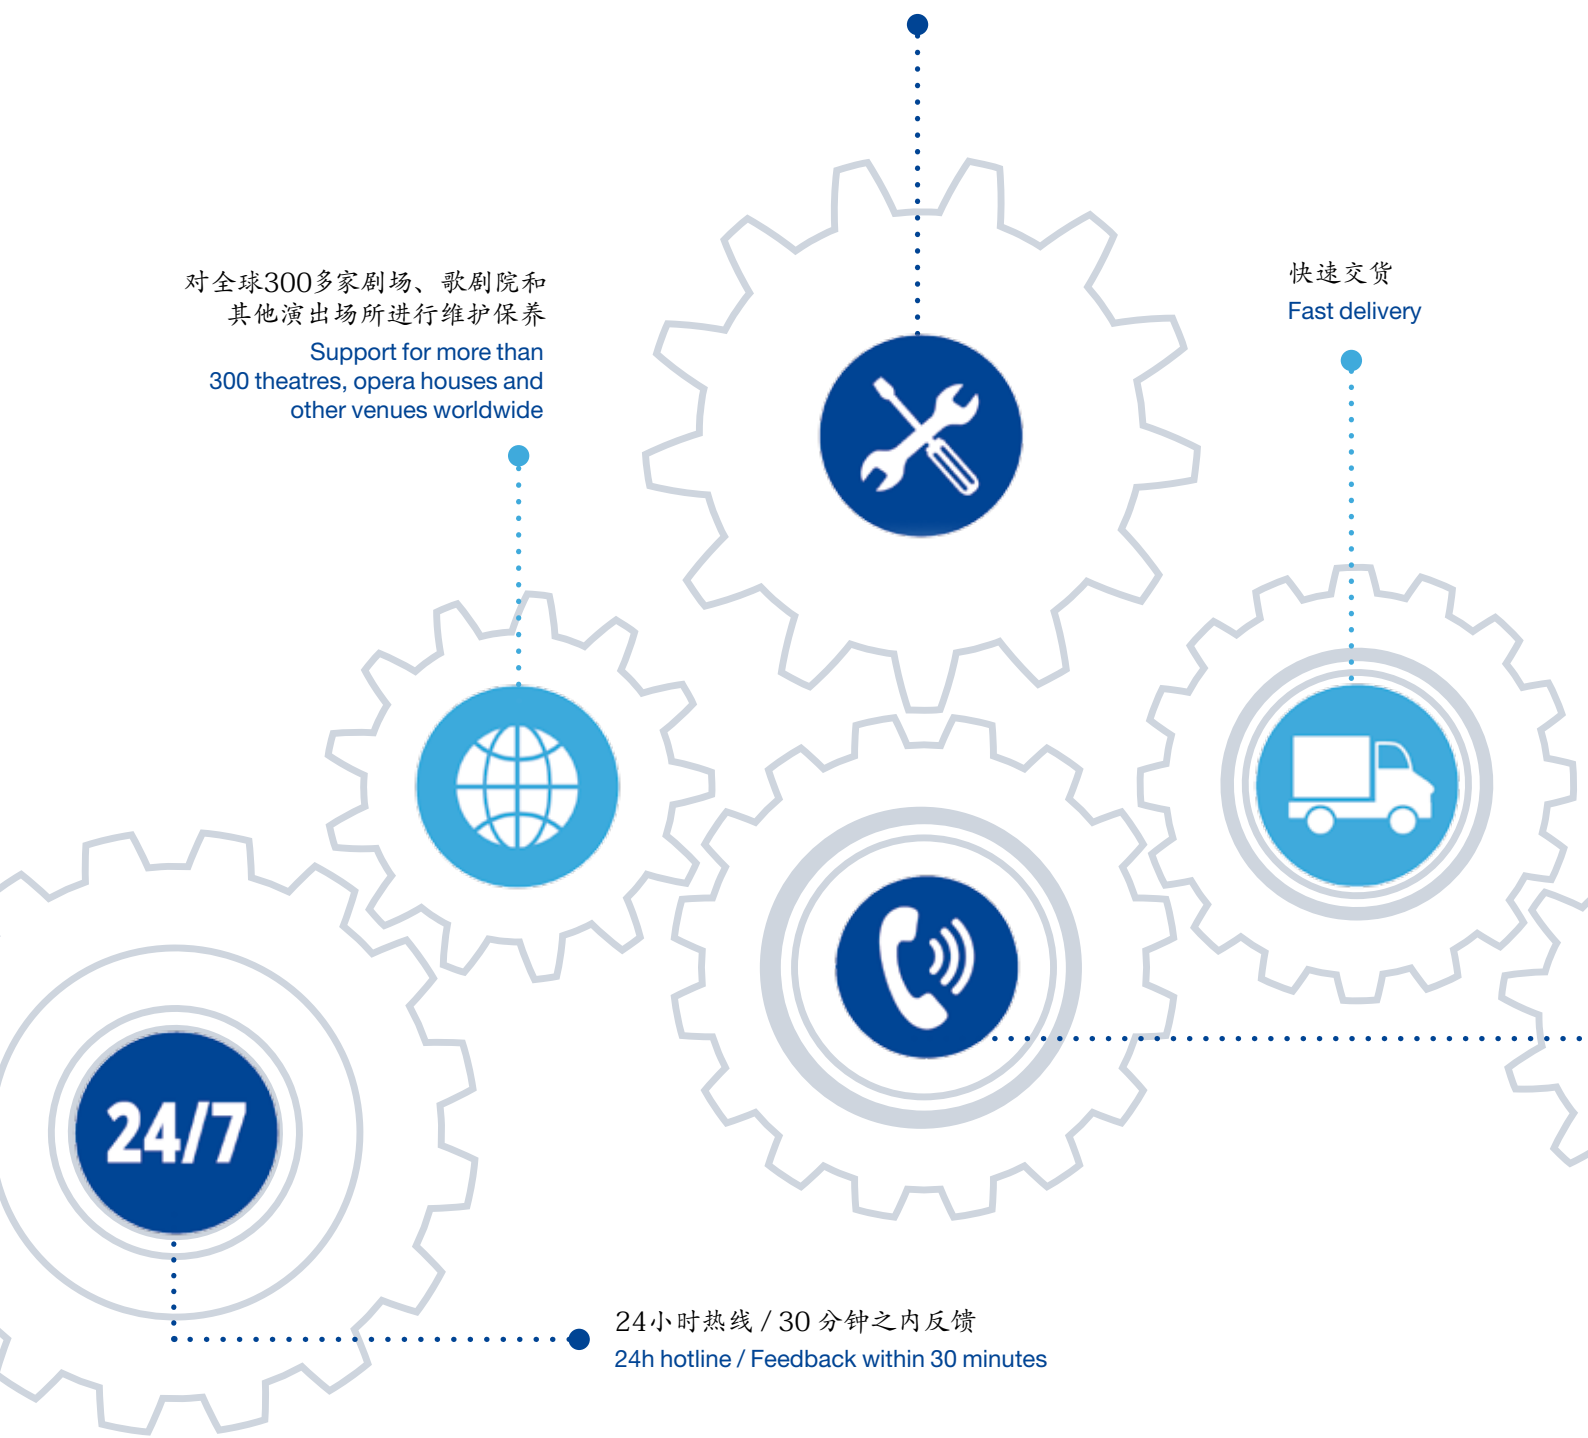 对全球300多家剧场、歌剧院和
其他演出场所进行维护保养
Support for more than
300 theatres, opera houses and
other venues worldwide
快速交货
Fast delivery
24/7
24小时热线 / 30 分钟之内反馈
24h hotline / Feedback within 30 minutes